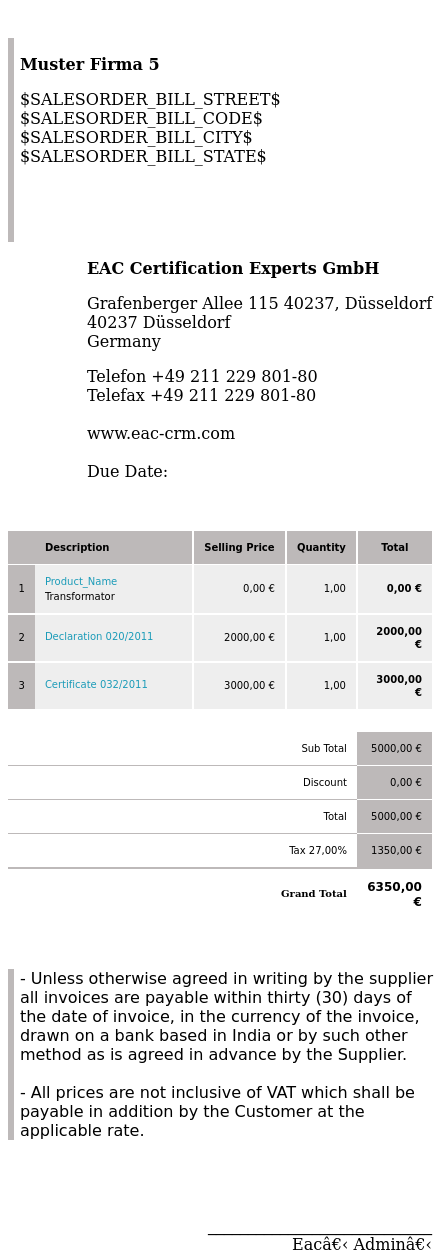 Muster Firma 5
$SALESORDER_BILL_STREET$
$SALESORDER_BILL_CODE$
$SALESORDER_BILL_CITY$
$SALESORDER_BILL_STATE$
EAC Certification Experts GmbH
Grafenberger Allee 115 40237, Düsseldorf
40237 Düsseldorf
Germany
Telefon +49 211 229 801-80
Telefax +49 211 229 801-80
www.eac-crm.com
Due Date:
Description Selling Price Quantity Total
1 Product_Name 0,00 € 1,00 0,00 €
Transformator
2 Declaration 020/2011 2000,00 € 1,00 2000,00
€
3 Certificate 032/2011 3000,00 € 1,00 3000,00
€
Sub Total 5000,00 €
Discount 0,00 €
Total 5000,00 €
Tax 27,00% 1350,00 €
Grand Total 6350,00
€
- Unless otherwise agreed in writing by the supplier
all invoices are payable within thirty (30) days of
the date of invoice, in the currency of the invoice,
drawn on a bank based in India or by such other
method as is agreed in advance by the Supplier.
- All prices are not inclusive of VAT which shall be
payable in addition by the Customer at the
applicable rate.
Eacâ€‹ Adminâ€‹